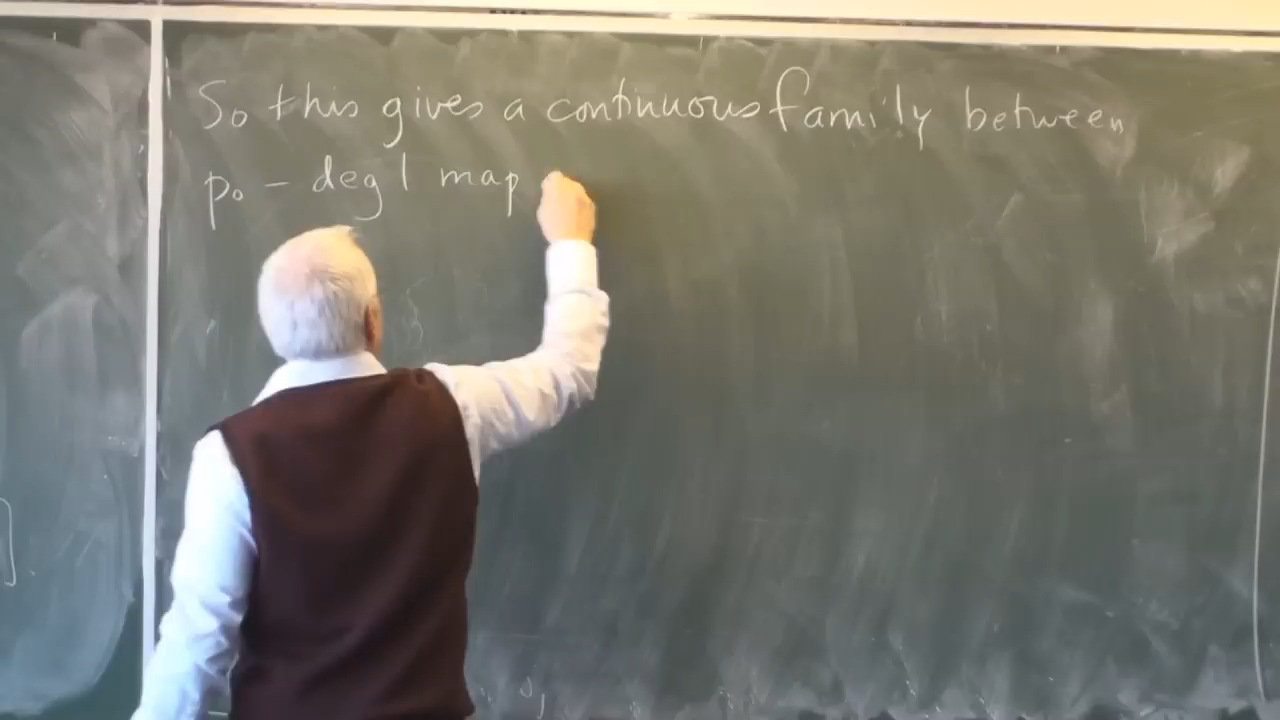 So this gives a continuous family between
p₀ – deg 1 map